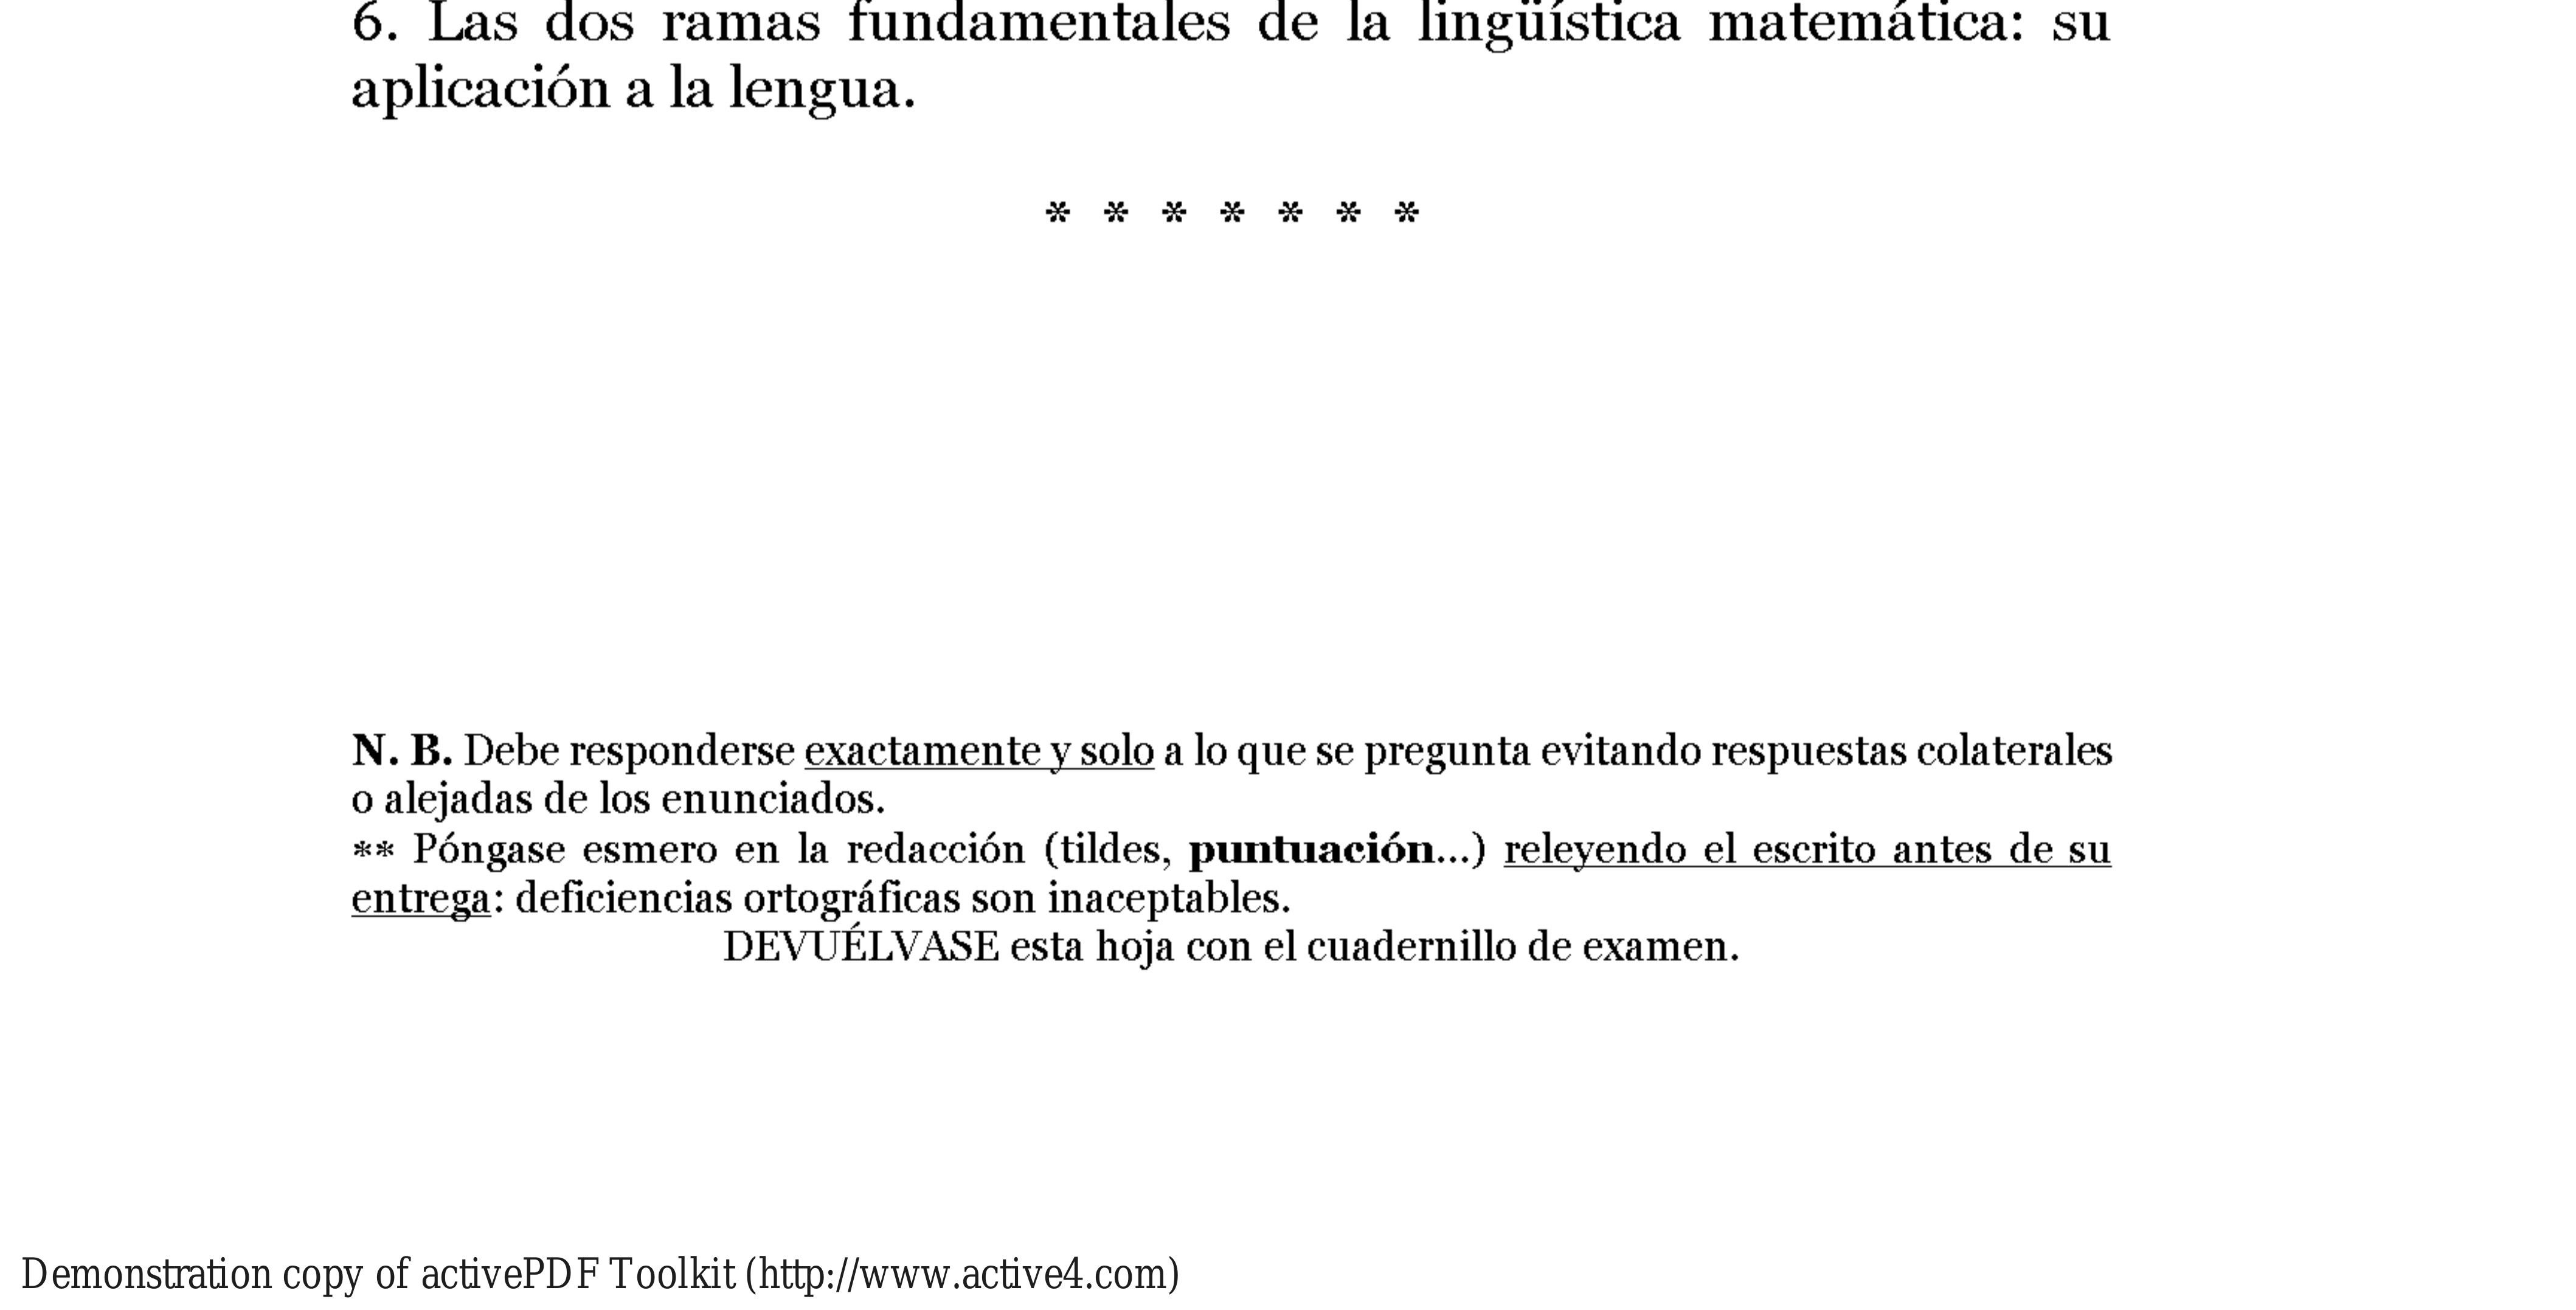 6. Las dos ramas fundamentales de la lingüística matemática: su
aplicación a la lengua.
* * * * * * *
N. B. Debe responderse exactamente y solo a lo que se pregunta evitando respuestas colaterales
o alejadas de los enunciados.
** Póngase esmero en la redacción (tildes, puntuación...) releyendo el escrito antes de su
entrega: deficiencias ortográficas son inaceptables.
DEVUÉLVASE esta hoja con el cuadernillo de examen.
Demonstration copy of activePDF Toolkit (http://www.active4.com)